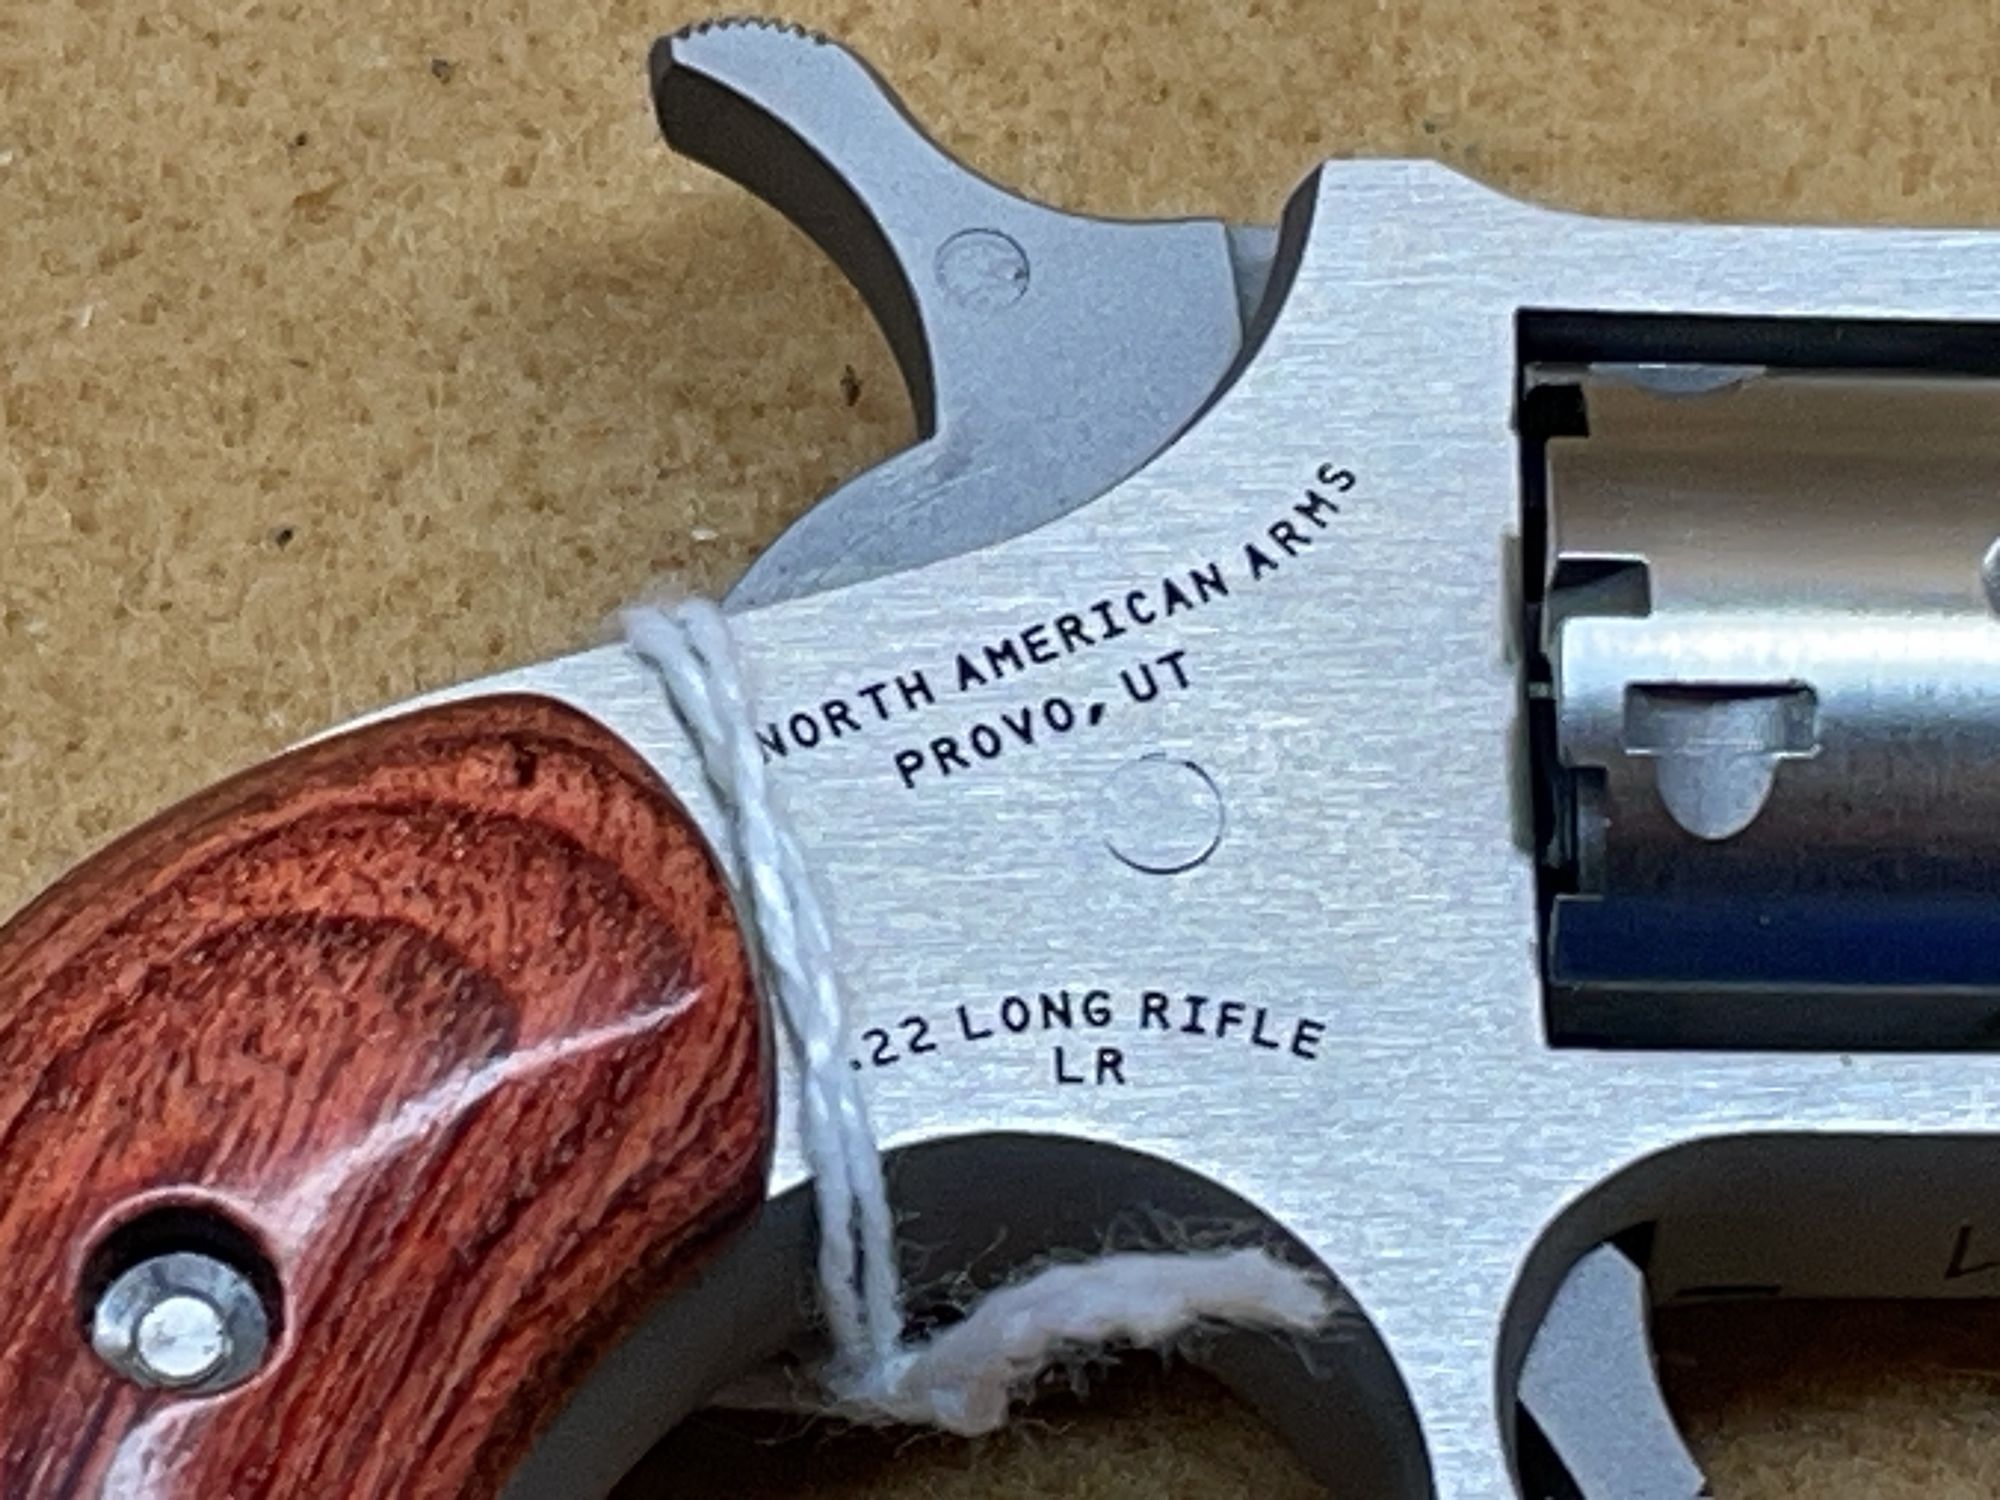 NORTH AMERICAN ARMS
PROVO, UT
.22 LONG RIFLE
LR